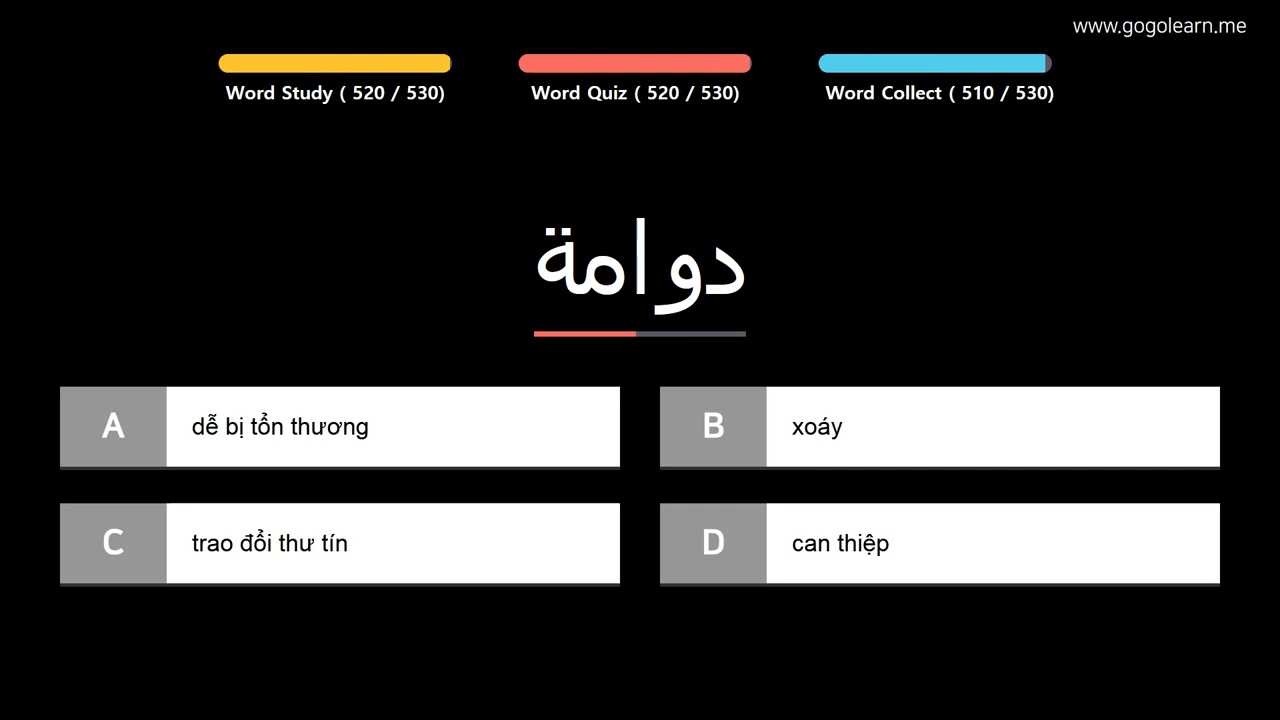 www.gogolearn.me
Word Study ( 520 / 530)
Word Quiz ( 520 / 530)
Word Collect ( 510 / 530)
دوامة
A dễ bị tổn thương
B xoáy
C trao đổi thư tín
D can thiệp